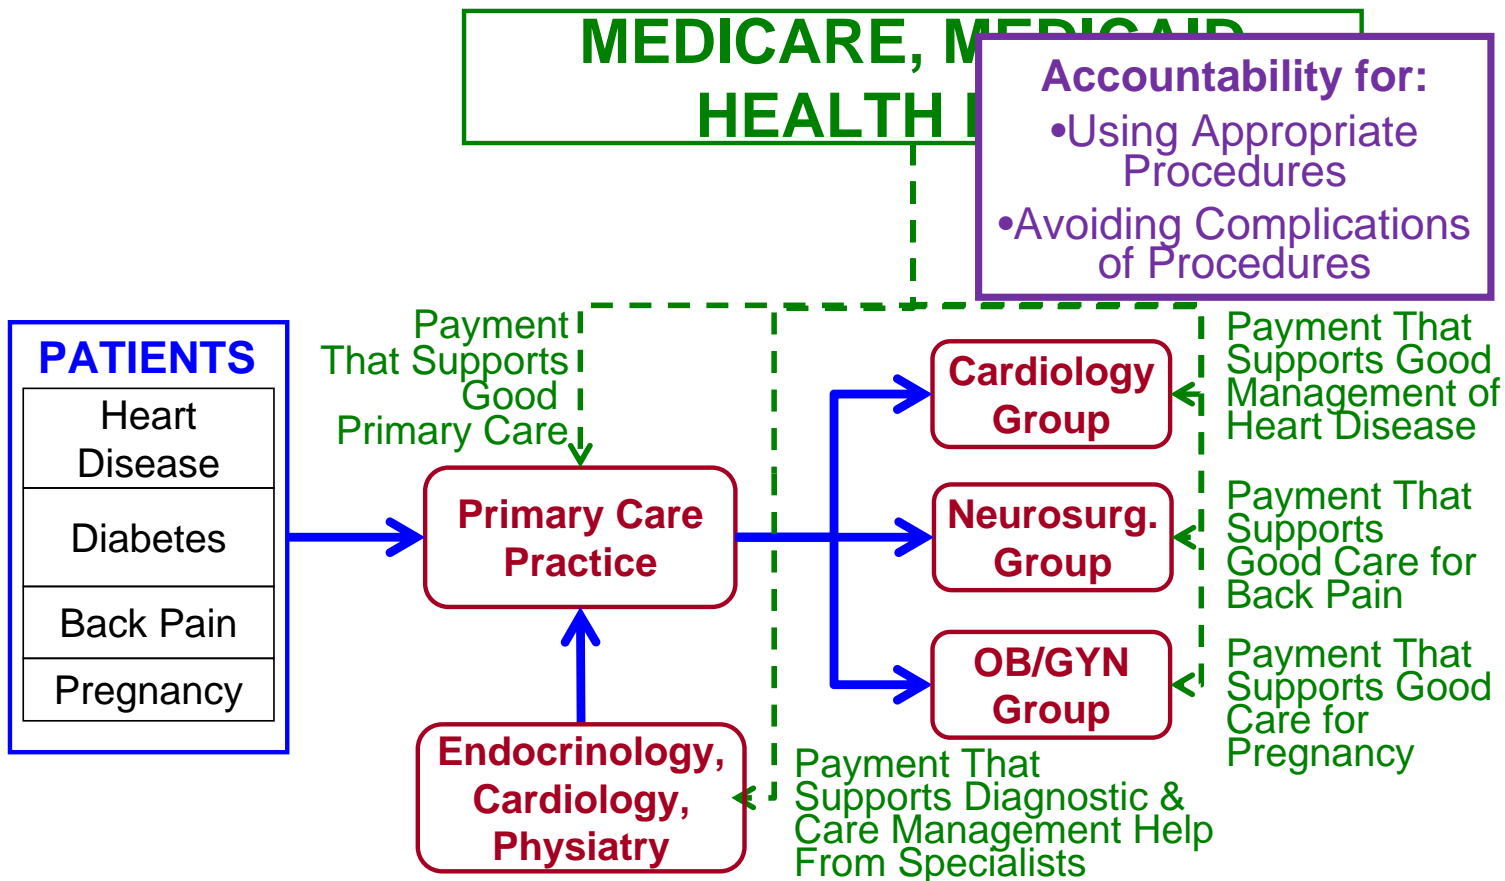 MEDICARE,
HEALTH
Accountability for:
•Using Appropriate
Procedures
•Avoiding Complications
of Procedures
PATIENTS
Heart
Disease
Diabetes
Back Pain
Pregnancy
Payment
That Supports
Good
Primary Care
Primary Care
Practice
Endocrinology,
Cardiology,
Physiatry
Cardiology
Group
Neurosurg.
Group
OB/GYN
Group
Payment That
Supports Good
Management of
Heart Disease
Payment That
Supports
Good Care for
Back Pain
Payment That
Supports Good
Care for
Pregnancy
Payment That
Supports Diagnostic &
Care Management Help
From Specialists